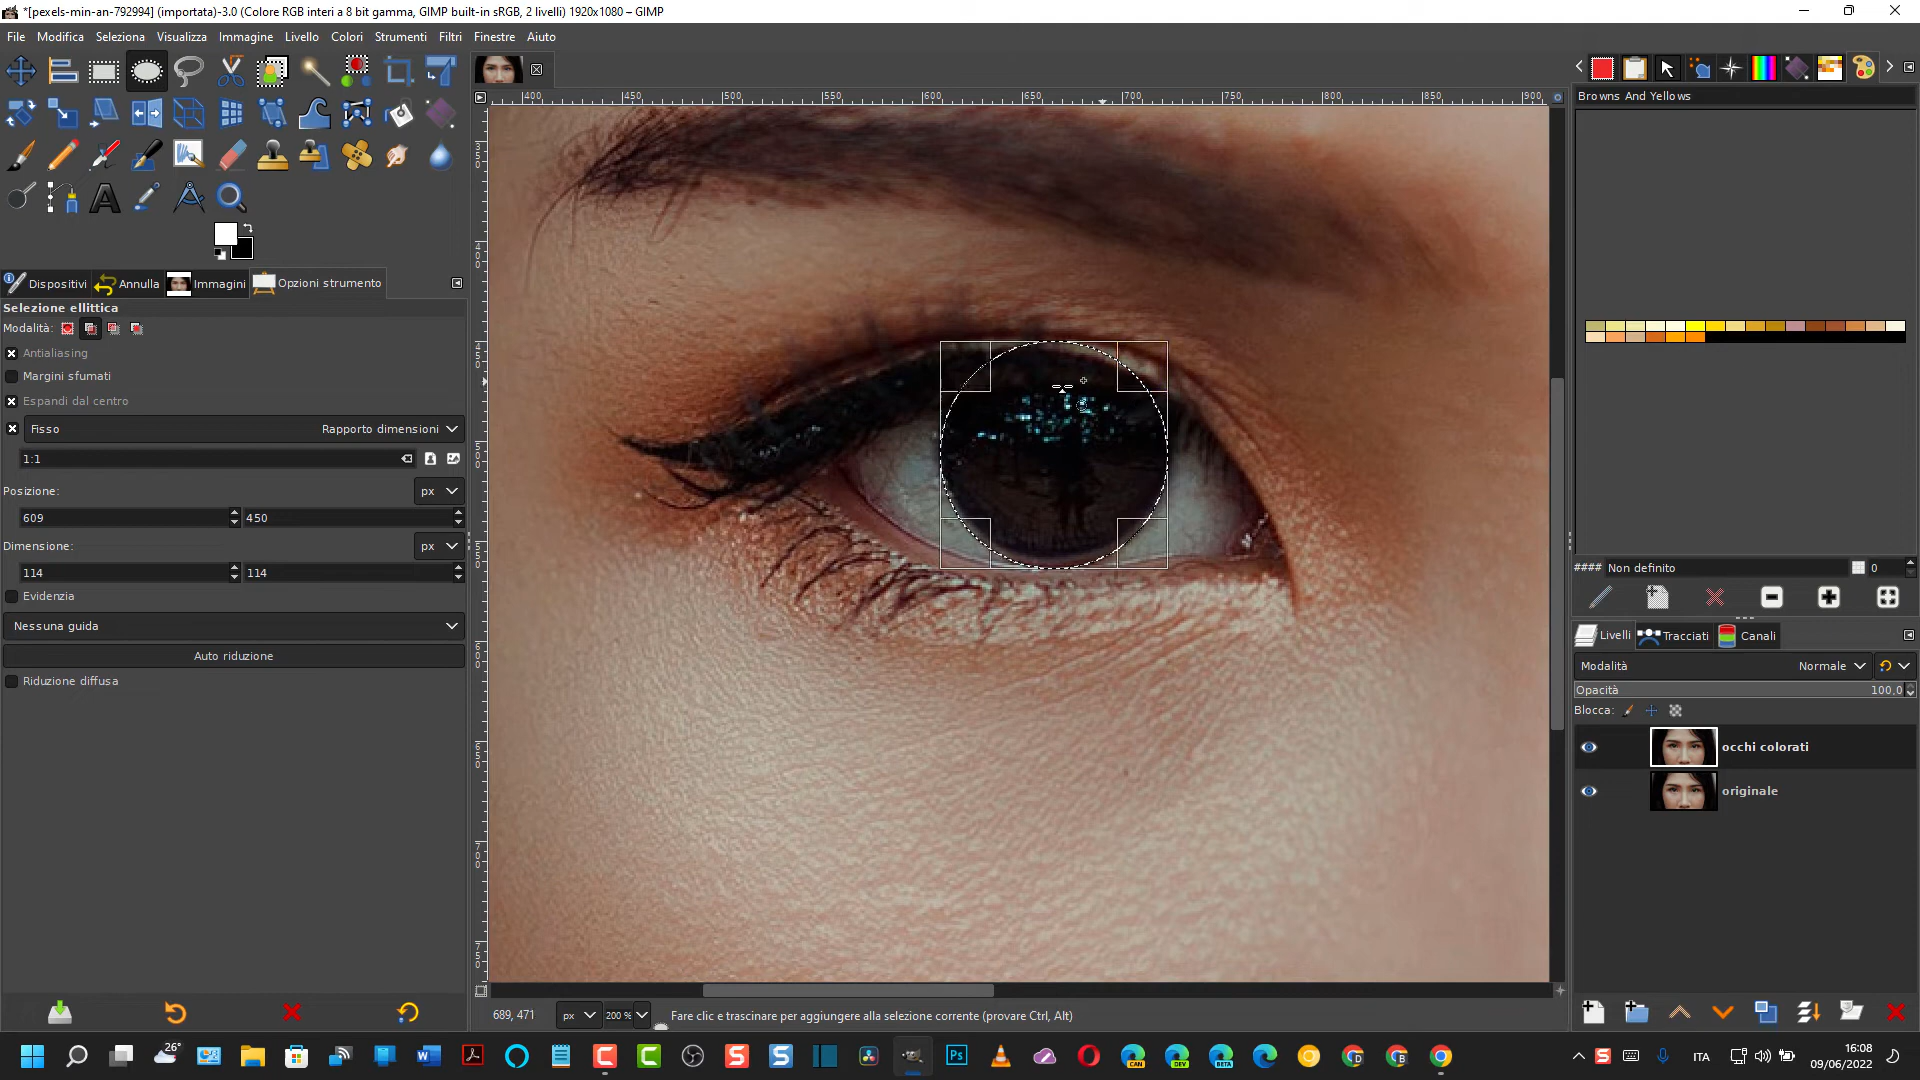 *[pexels-min-an-792994] (importata)-3.0 (Colore RGB interi a 8 bit gamma, GIMP built-in sRGB, 2 livelli) 1920x1080 – GIMP
File Modifica Seleziona Visualizza Immagine Livello Colori Strumenti Filtri Finestre Aiuto
400 450 500 550 600 650 700 750 800 850 900
Browns And Yellows
Dispositivi Annulla Immagini Opzioni strumento
Selezione ellittica
Modalità:
Antialiasing
Margini sfumati
Espandi dal centro
Fisso Rapporto dimensioni
1:1
Posizione: px
609 450
Dimensione: px
114 114
Evidenzia
Nessuna guida
Auto riduzione
Riduzione diffusa
#### Non definito 0
Livelli Tracciati Canali
Modalità Normale
Opacità 100,0
Blocca:
occhi colorati
originale
689, 471 px 200 % Fare clic e trascinare per aggiungere alla selezione corrente (provare Ctrl, Alt)
26°
ITA
16:08
09/06/2022